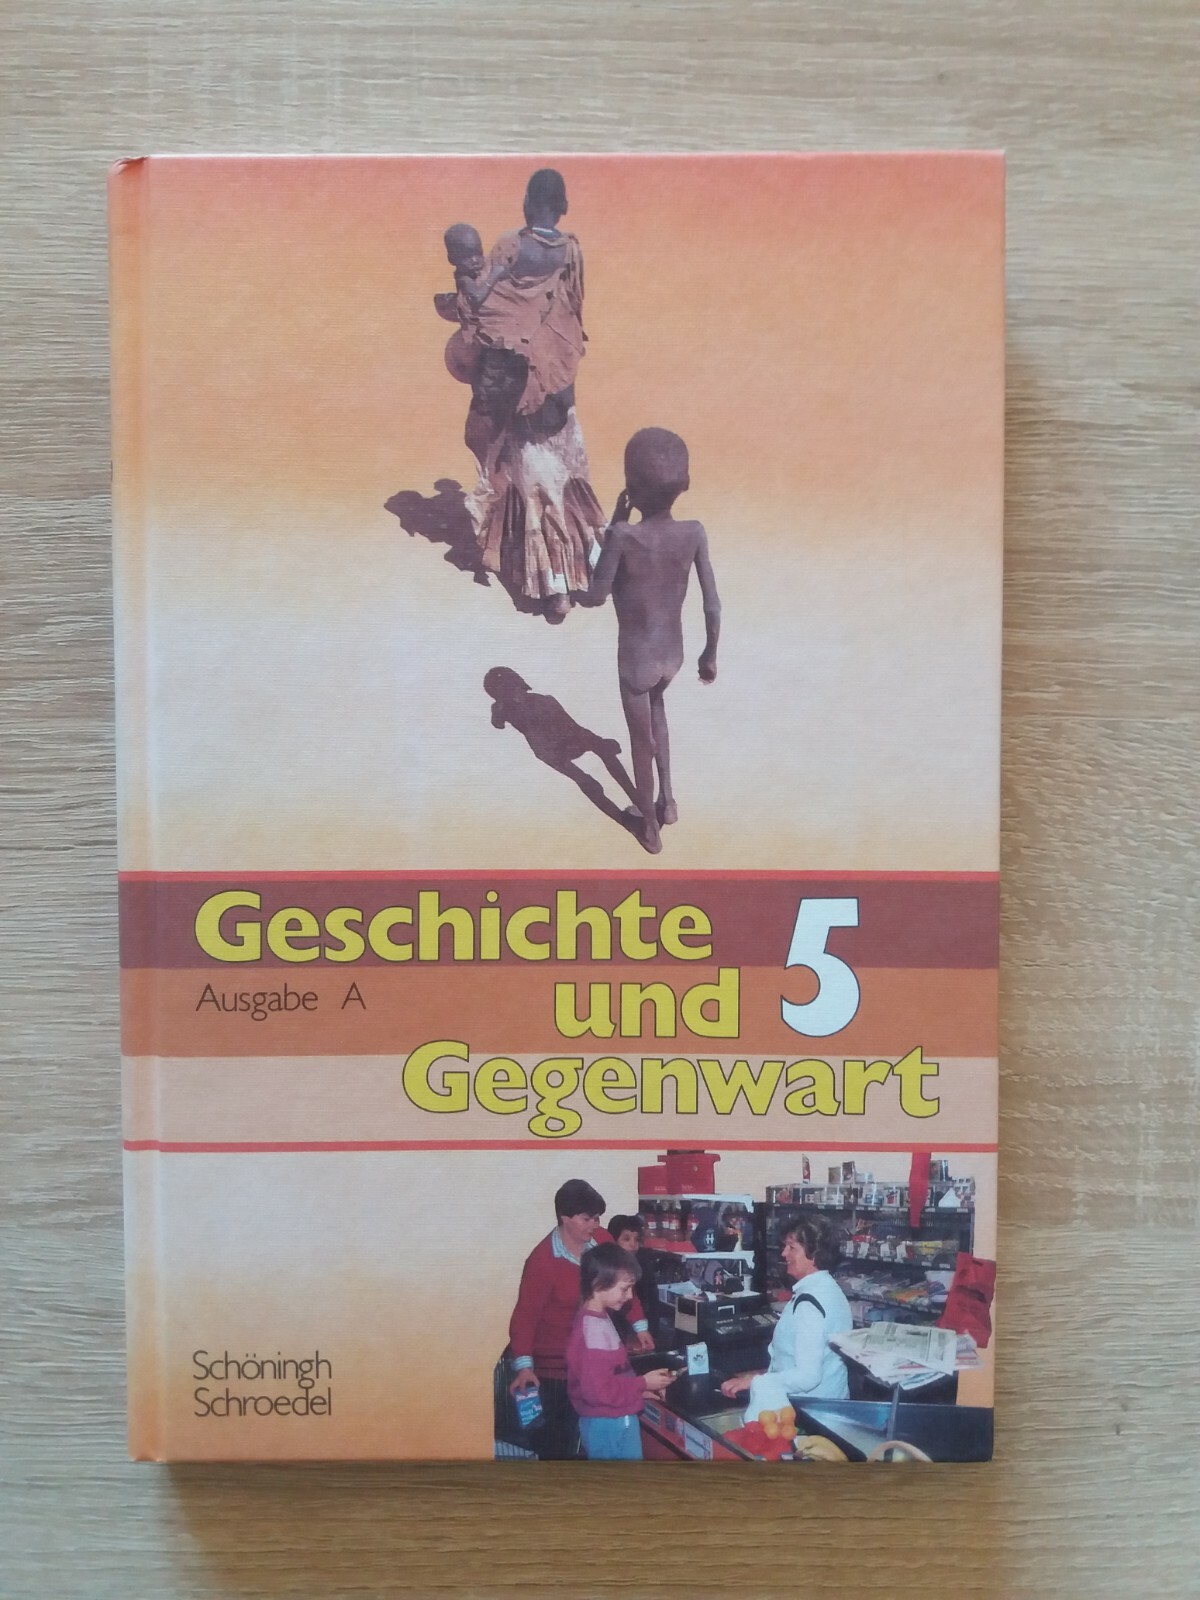 Geschichte
und
Gegenwart
5
Ausgabe A
Schöningh
Schroedel